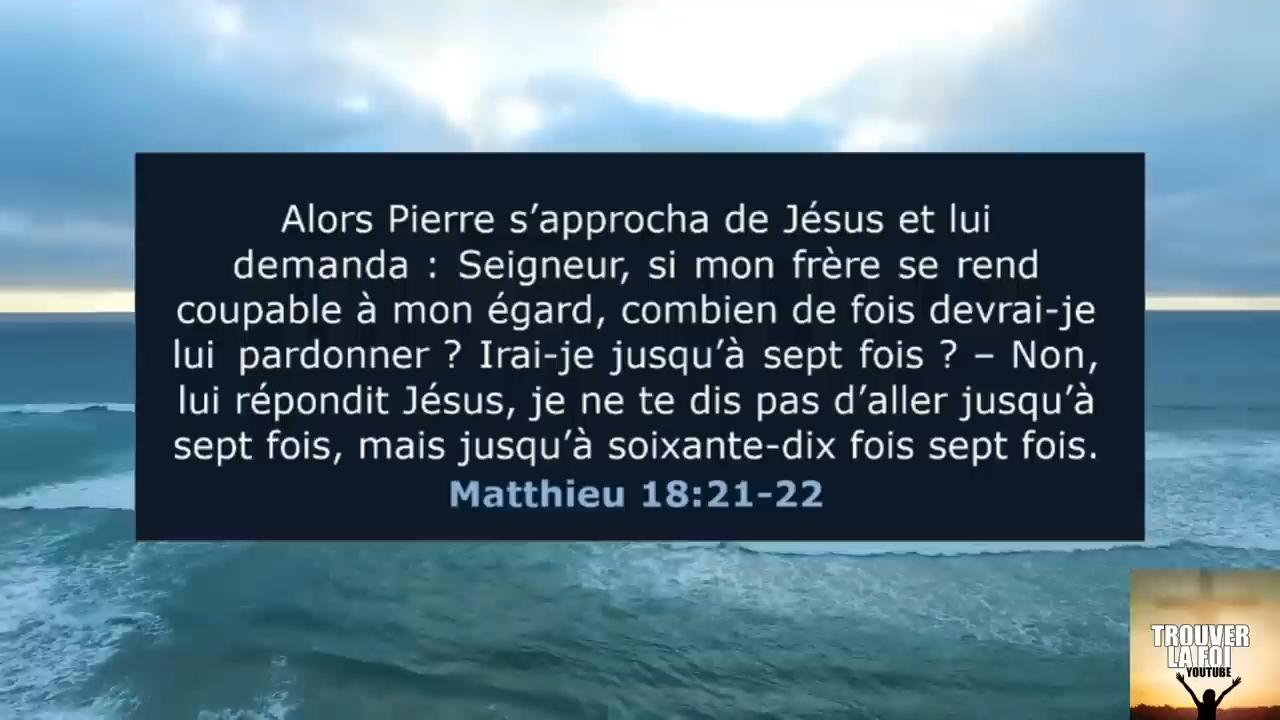 Alors Pierre s’approcha de Jésus et lui
demanda : Seigneur, si mon frère se rend
coupable à mon égard, combien de fois devrai-je
lui pardonner ? Irai-je jusqu’à sept fois ? – Non,
lui répondit Jésus, je ne te dis pas d’aller jusqu’à
sept fois, mais jusqu’à soixante-dix fois sept fois.
Matthieu 18:21-22
TROUVER
LA FOI
YOUTUBE